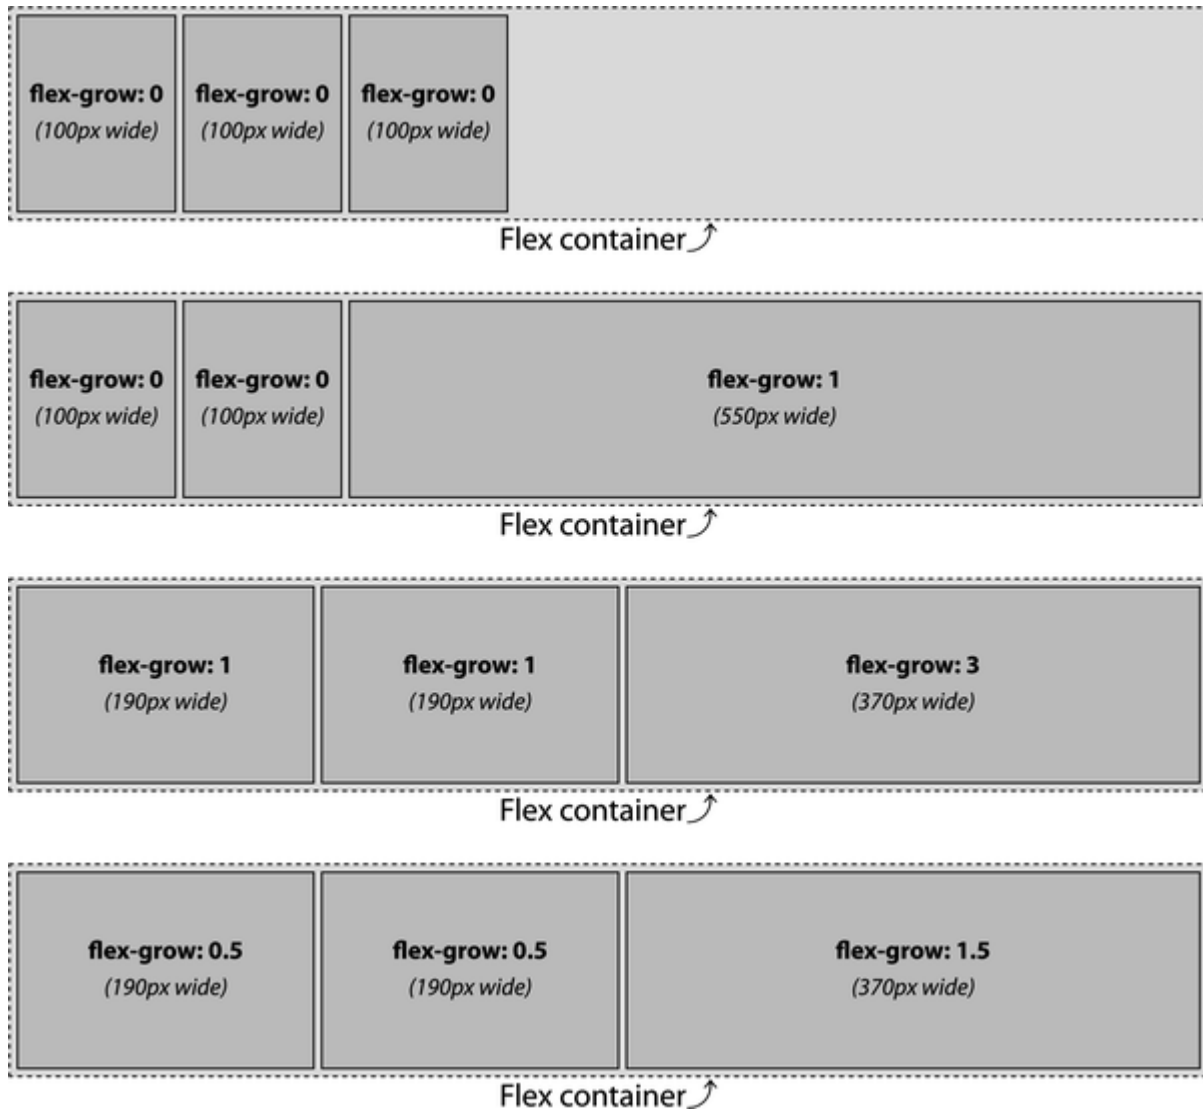 flex-grow: 0 flex-grow: 0 flex-grow: 0
(100px wide) (100px wide) (100px wide)
Flex container
flex-grow: 0 flex-grow: 0 flex-grow: 1
(100px wide) (100px wide) (550px wide)
Flex container
flex-grow: 1 flex-grow: 1 flex-grow: 3
(190px wide) (190px wide) (370px wide)
Flex container
flex-grow: 0.5 flex-grow: 0.5 flex-grow: 1.5
(190px wide) (190px wide) (370px wide)
Flex container